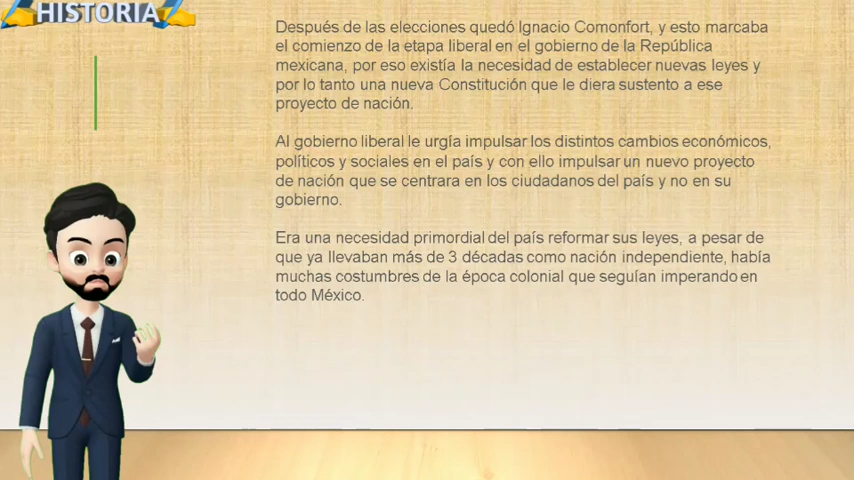 HISTORIA
Después de las elecciones quedó Ignacio Comonfort, y esto marcaba
el comienzo de la etapa liberal en el gobierno de la República
mexicana, por eso existía la necesidad de establecer nuevas leyes y
por lo tanto una nueva Constitución que le diera sustento a ese
proyecto de nación.
Al gobierno liberal le urgía impulsar los distintos cambios económicos,
políticos y sociales en el país y con ello impulsar un nuevo proyecto
de nación que se centrara en los ciudadanos del país y no en su
gobierno.
Era una necesidad primordial del país reformar sus leyes, a pesar de
que ya llevaban más de 3 décadas como nación independiente, había
muchas costumbres de la época colonial que seguían imperando en
todo México.